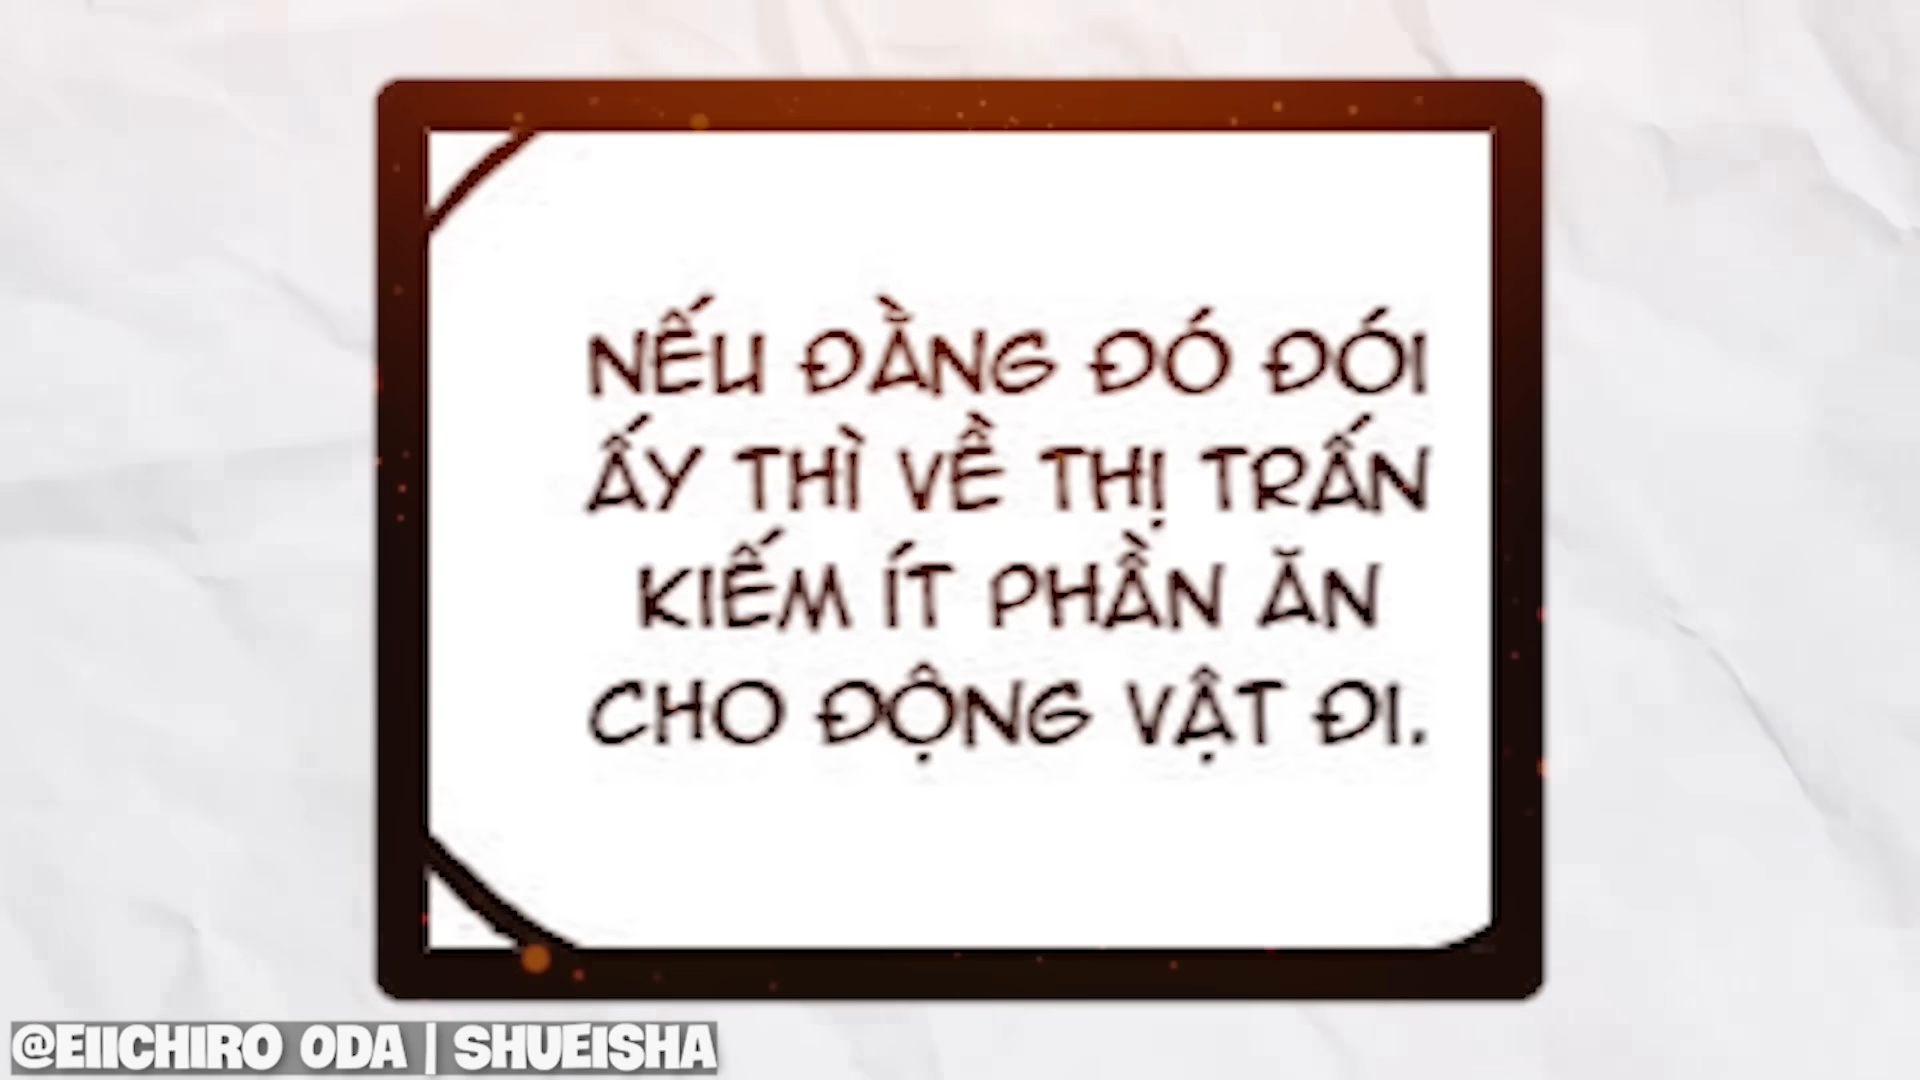 NẾU ĐẰNG ĐÓ ĐÓI
ẤY THÌ VỀ THỊ TRẤN
KIẾM ÍT PHẦN ĂN
CHO ĐỘNG VẬT ĐI.
@EIICHIRO ODA | SHUEISHA